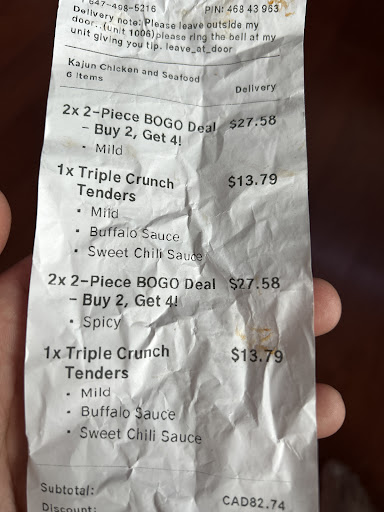 647-498-5216 PIN: 468 43 963
Delivery note: Please leave outside my
door.:(unit 1006)please ring the bell at my
unit giving you tip. leave_at_door
Kajun Chicken and Seafood
6 Items Delivery
2x 2-Piece BOGO Deal $27.58
– Buy 2, Get 4!
• Mild
1x Triple Crunch $13.79
Tenders
• Mild
• Buffalo Sauce
• Sweet Chili Sauce
2x 2-Piece BOGO Deal $27.58
– Buy 2, Get 4!
• Spicy
1x Triple Crunch $13.79
Tenders
• Mild
• Buffalo Sauce
• Sweet Chili Sauce
Subtotal: CAD82.74
Discount: